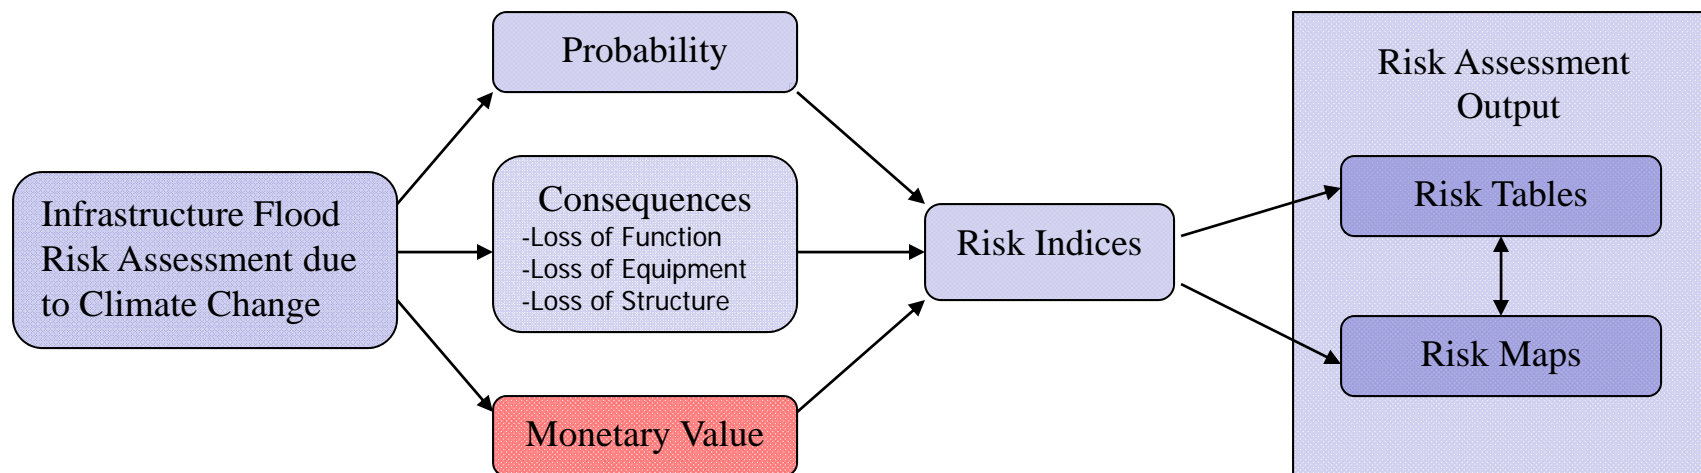 Infrastructure Flood
Risk Assessment due
to Climate Change
Probability
Consequences
-Loss of Function
-Loss of Equipment
-Loss of Structure
Monetary Value
Risk Indices
Risk Assessment
Output
Risk Tables
Risk Maps